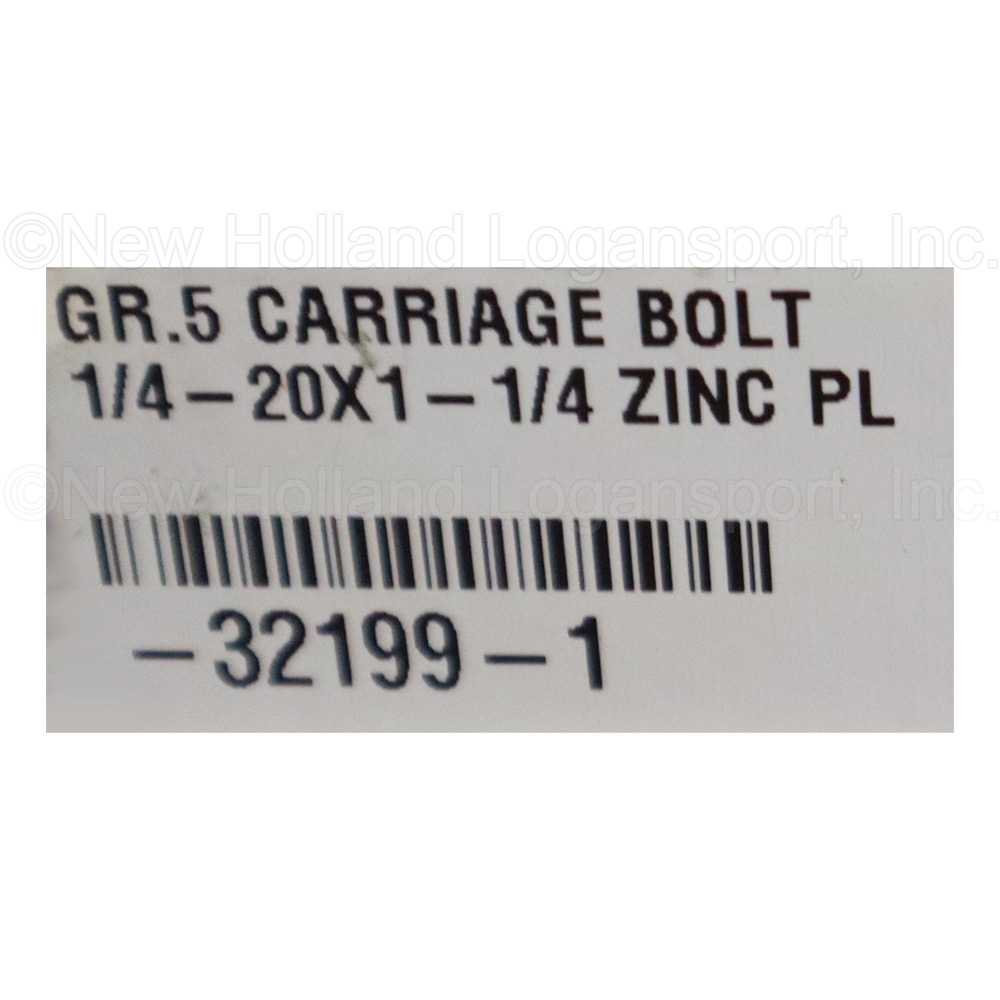 ©New Holland Logansport, Inc.
GR.5 CARRIAGE BOLT
1/4-20X1-1/4 ZINC PL
©New Holland Logansport, Inc.
-32199-1